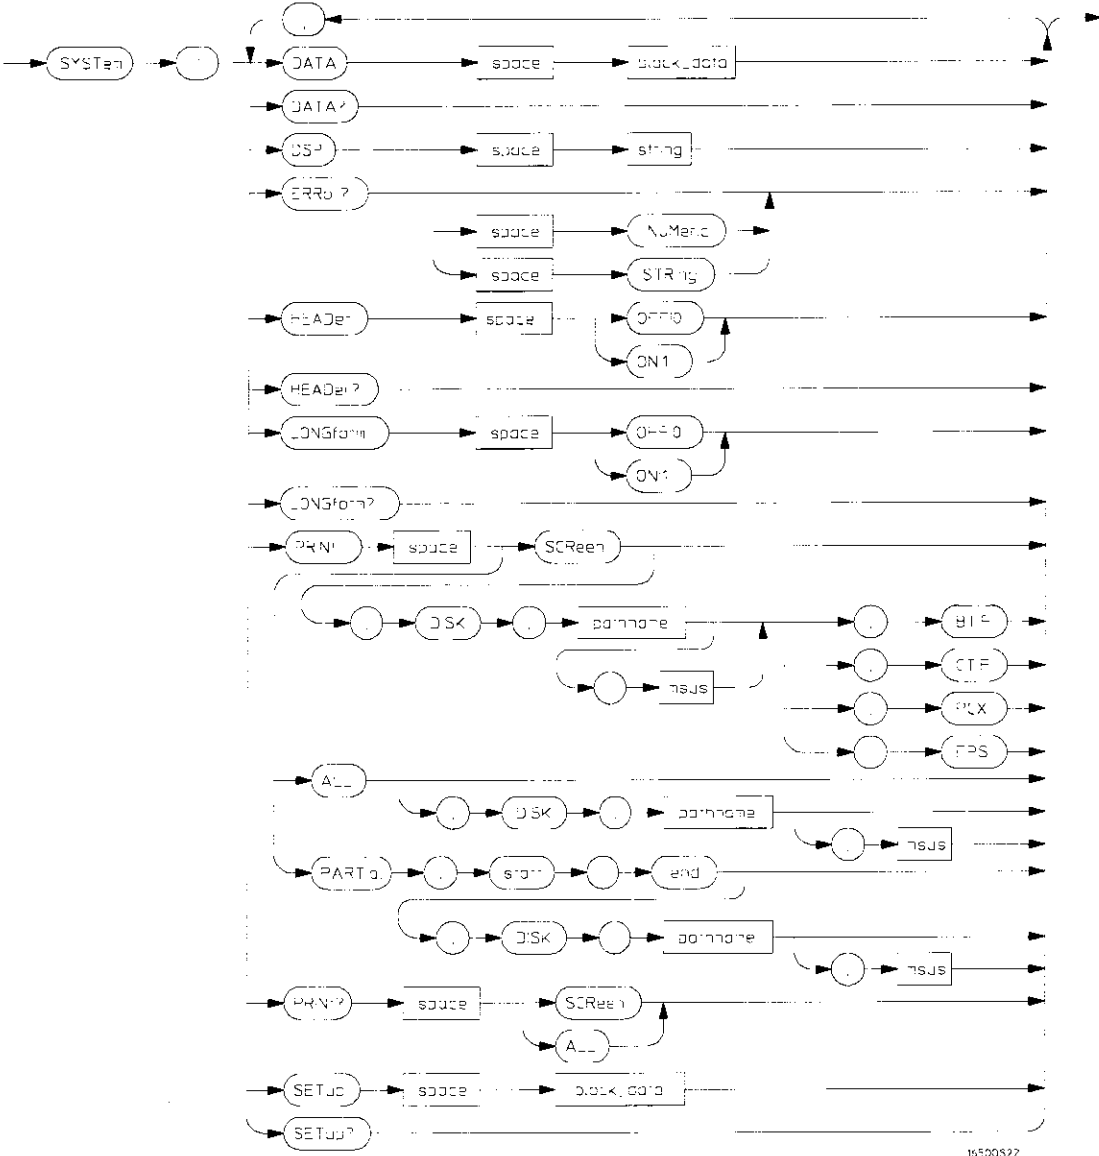 SYSTem : DATA space block_data
DATA?
DSP space string
ERRor?
space NUMeric
space STRing
HEADer space OFF|0
ON|1
HEADer?
LONGform space OFF|0
ON|1
LONGform?
PRINt space SCReen
, DISK , pathname , BTIF
, msus , CTIF
, PCX
, EPS
ALL
, DISK , pathname
, msus
PARTial , start , end
, DISK , pathname
, msus
PRINt? space SCReen
ALL
SETup space block_data
SETup?